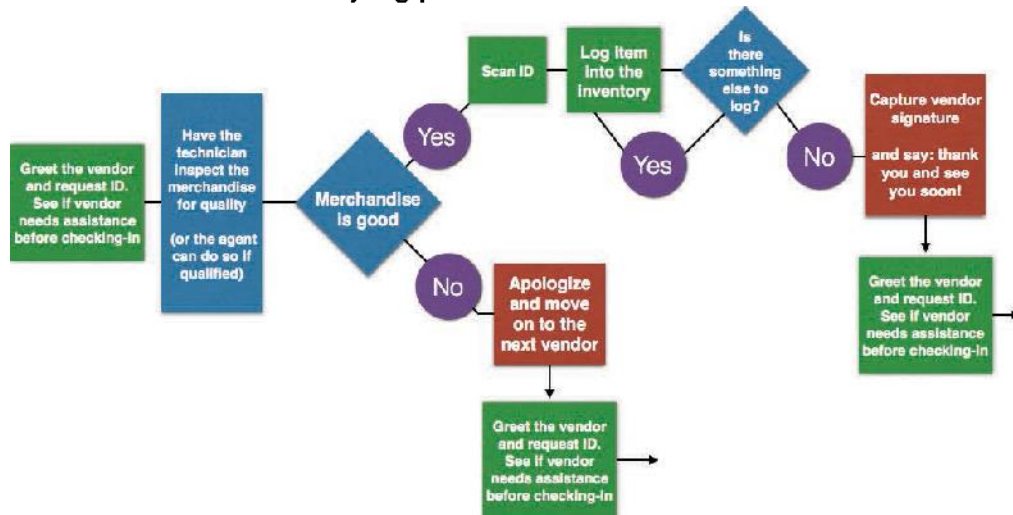 Greet the vendor
and request ID.
See if vendor
needs assistance
before checking-in
Have the
technician
inspect the
merchandise
for quality
(or the agent
can do so if
qualified)
Merchandise
is good
Yes
Scan ID
Log item
into the
inventory
Is
there
something
else to
log?
Yes
No
Capture vendor
signature
and say: thank
you and see
you soon!
Greet the vendor
and request ID.
See if vendor
needs assistance
before checking-in
No
Apologize
and move
on to the
next vendor
Greet the vendor
and request ID.
See if vendor
needs assistance
before checking-in